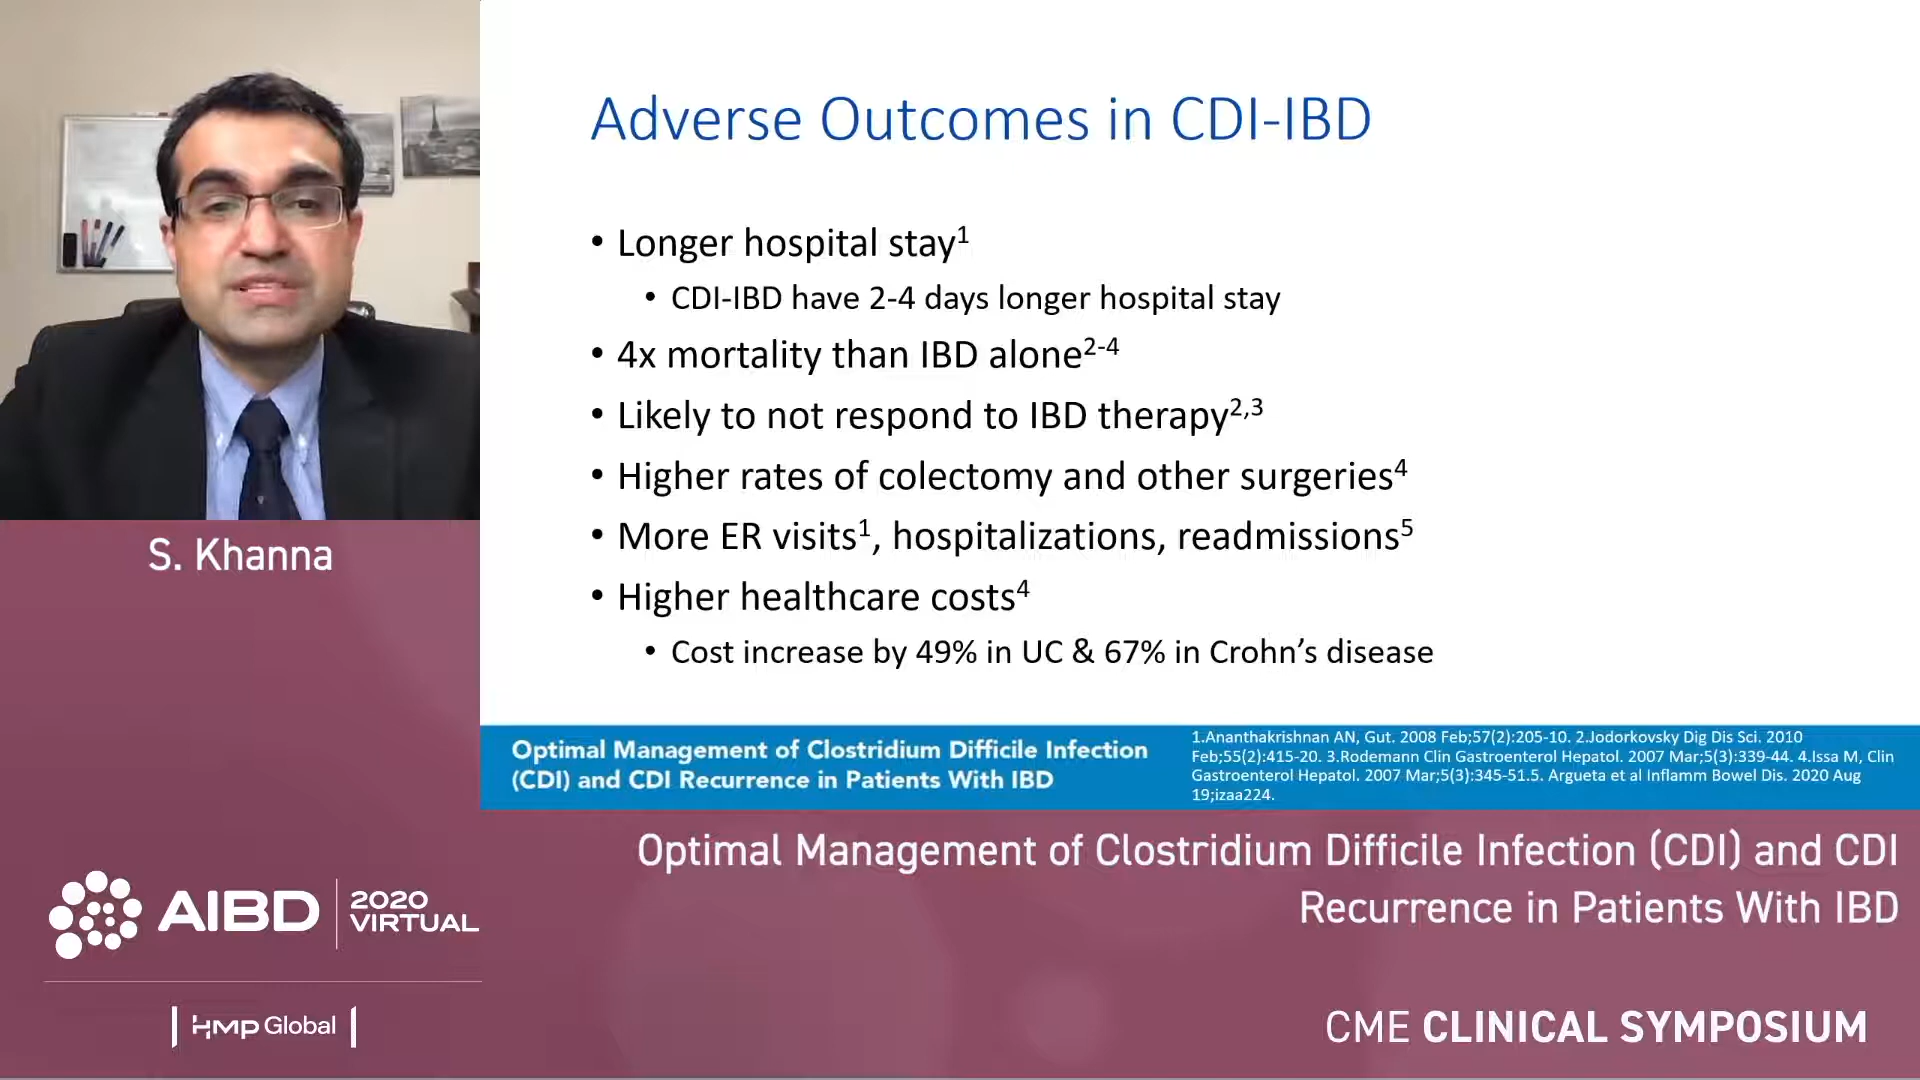 Adverse Outcomes in CDI-IBD
• Longer hospital stay1
• CDI-IBD have 2-4 days longer hospital stay
• 4x mortality than IBD alone2-4
• Likely to not respond to IBD therapy2,3
• Higher rates of colectomy and other surgeries4
• More ER visits1, hospitalizations, readmissions5
• Higher healthcare costs4
• Cost increase by 49% in UC & 67% in Crohn's disease
S. Khanna
Optimal Management of Clostridium Difficile Infection
(CDI) and CDI Recurrence in Patients With IBD
1.Ananthakrishnan AN, Gut. 2008 Feb;57(2):205-10. 2.Jodorkovsky Dig Dis Sci. 2010
Feb;55(2):415-20. 3.Rodemann Clin Gastroenterol Hepatol. 2007 Mar;5(3):339-44. 4.Issa M, Clin
Gastroenterol Hepatol. 2007 Mar;5(3):345-51.5. Argueta et al Inflamm Bowel Dis. 2020 Aug
19;izaa224.
Optimal Management of Clostridium Difficile Infection (CDI) and CDI
Recurrence in Patients With IBD
AIBD
2020
VIRTUAL
HMP Global
CME CLINICAL SYMPOSIUM